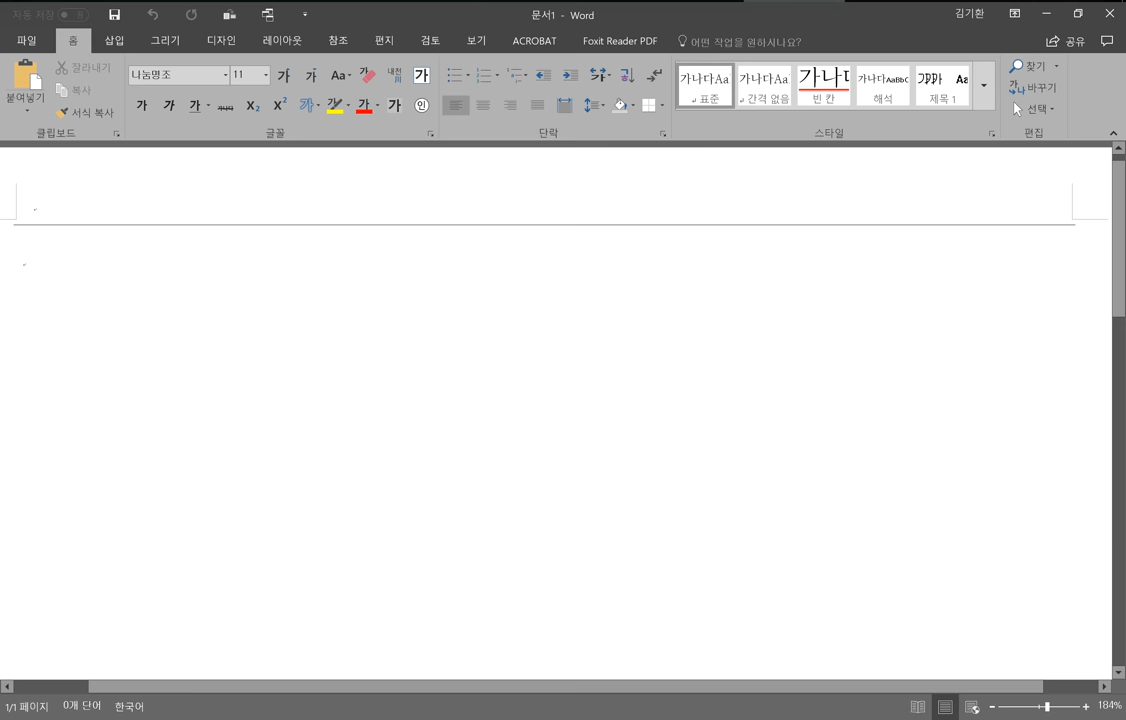 자동 저장 끔 문서1 - Word 김기환
파일 홈 삽입 그리기 디자인 레이아웃 참조 편지 검토 보기 ACROBAT Foxit Reader PDF 어떤 작업을 원하시나요? 공유
붙여넣기 잘라내기 복사 서식 복사
나눔명조 11 가 가 Aa 가 내천 川 가
가 가 가 가나다 X₂ X² 가 가 가 가 인
가나다Aa 가나다Aa 가나다 가나다AaBbC Aa
↵ 표준 ↵ 간격 없음 빈 칸 해석 제목 1
찾기
바꾸기
선택
클립보드 글꼴 단락 스타일 편집
1/1 페이지 0개 단어 한국어 184%